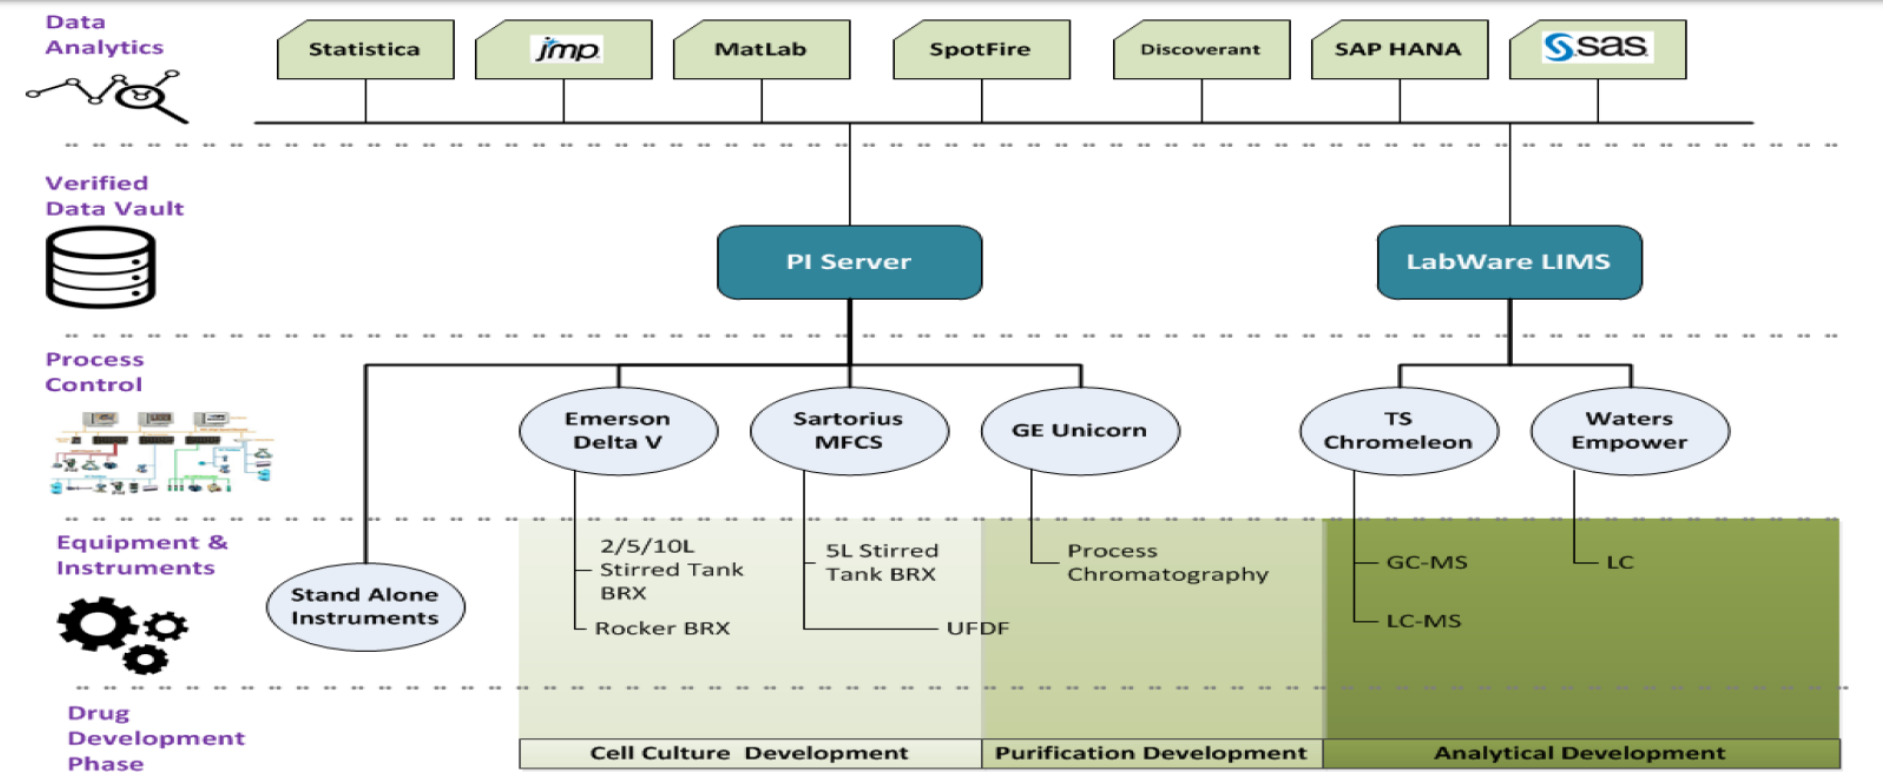 Data
Analytics
Statistica
jmp
MatLab
SpotFire
Discoverant
SAP HANA
sas
Verified
Data Vault
PI Server
LabWare LIMS
Process
Control
Emerson
Delta V
Sartorius
MFCS
GE Unicorn
TS
Chromeleon
Waters
Empower
Equipment &
Instruments
Stand Alone
Instruments
2/5/10L
Stirred Tank
BRX
Rocker BRX
5L Stirred
Tank BRX
UFDF
Process
Chromatography
GC-MS
LC-MS
LC
Drug
Development
Phase
Cell Culture Development
Purification Development
Analytical Development